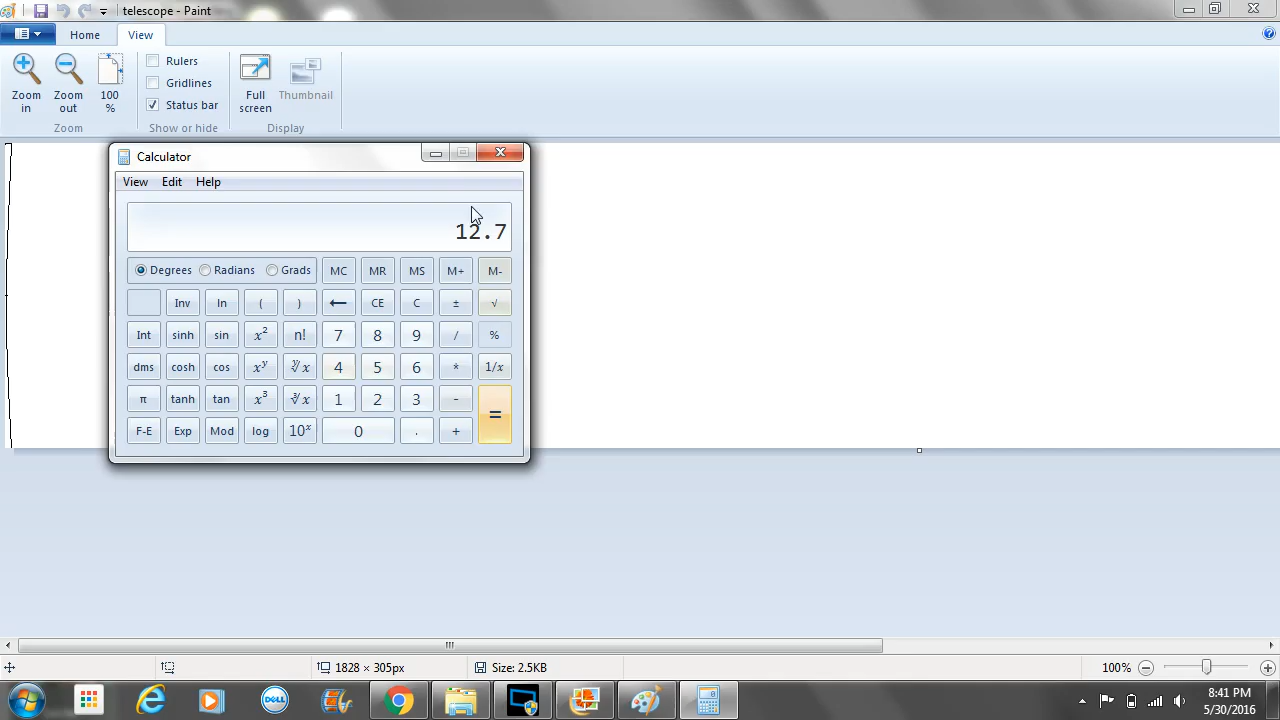 telescope - Paint
Home
View
Zoom in
Zoom out
100 %
Rulers
Gridlines
Status bar
Full screen
Thumbnail
Zoom
Show or hide
Display
Calculator
View Edit Help
12.7
Degrees Radians Grads MC MR MS M+ M-
Inv ln ( ) ← CE C ± √
Int sinh sin x² n! 7 8 9 / %
dms cosh cos xʸ ʸ√x 4 5 6 * 1/x
π tanh tan x³ ³√x 1 2 3 - =
F-E Exp Mod log 10ˣ 0 . +
1828 × 305px
Size: 2.5KB
100%
DELL
8:41 PM
5/30/2016